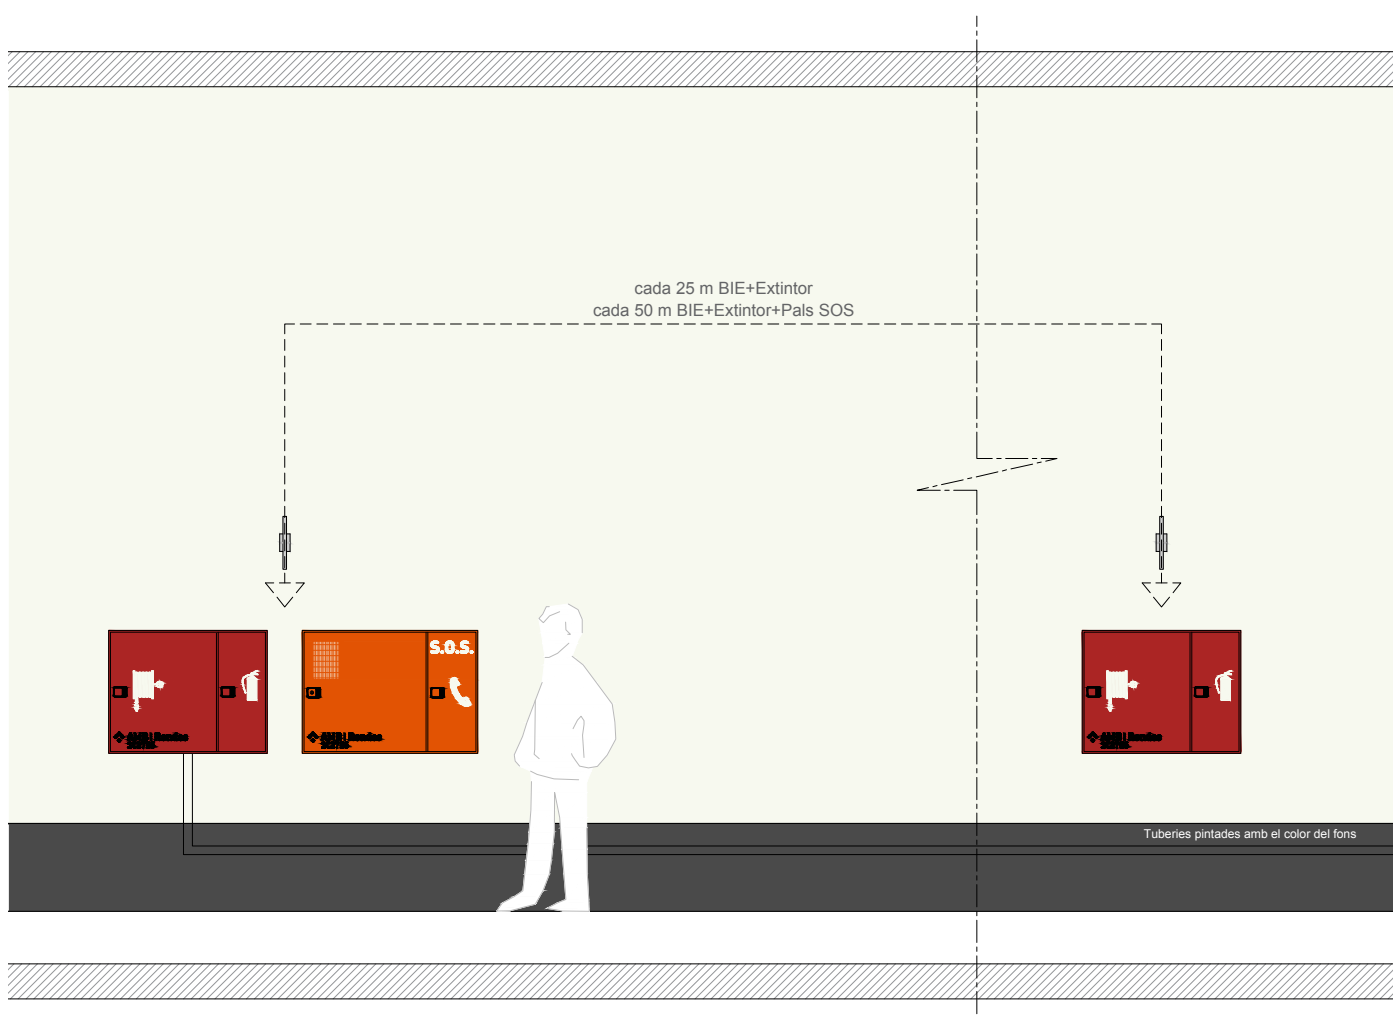 cada 25 m BIE+Extintor
cada 50 m BIE+Extintor+Pals SOS
S.O.S.
Tuberies pintades amb el color del fons